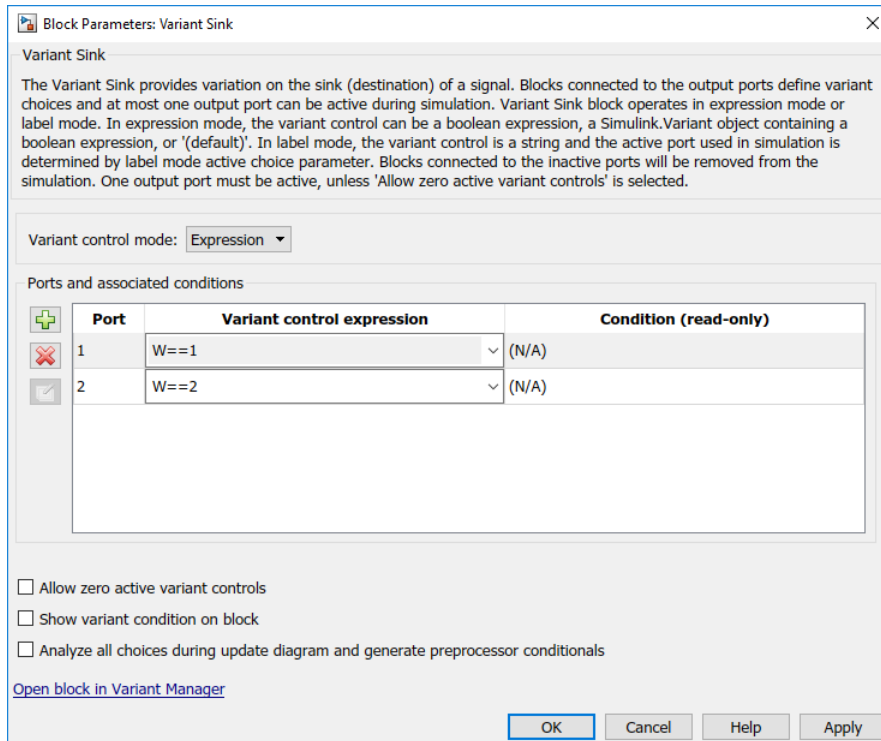 Block Parameters: Variant Sink
Variant Sink
The Variant Sink provides variation on the sink (destination) of a signal. Blocks connected to the output ports define variant
choices and at most one output port can be active during simulation. Variant Sink block operates in expression mode or
label mode. In expression mode, the variant control can be a boolean expression, a Simulink.Variant object containing a
boolean expression, or '(default)'. In label mode, the variant control is a string and the active port used in simulation is
determined by label mode active choice parameter. Blocks connected to the inactive ports will be removed from the
simulation. One output port must be active, unless 'Allow zero active variant controls' is selected.
Variant control mode: Expression
Ports and associated conditions
Port Variant control expression Condition (read-only)
1 W==1 (N/A)
2 W==2 (N/A)
Allow zero active variant controls
Show variant condition on block
Analyze all choices during update diagram and generate preprocessor conditionals
Open block in Variant Manager
OK Cancel Help Apply